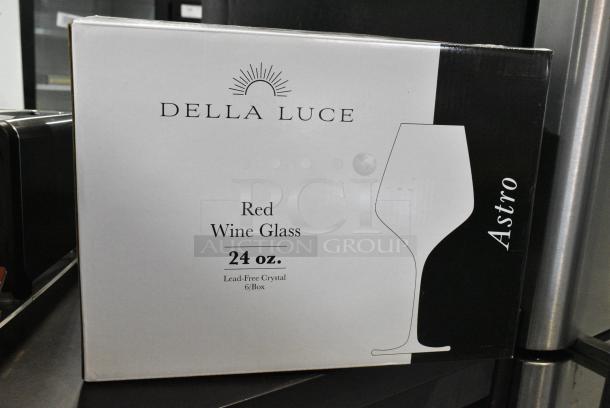 DELLA LUCE
Red
Wine Glass
24 oz.
Lead-Free Crystal
6/Box
Astro
PCI
AUCTION GROUP